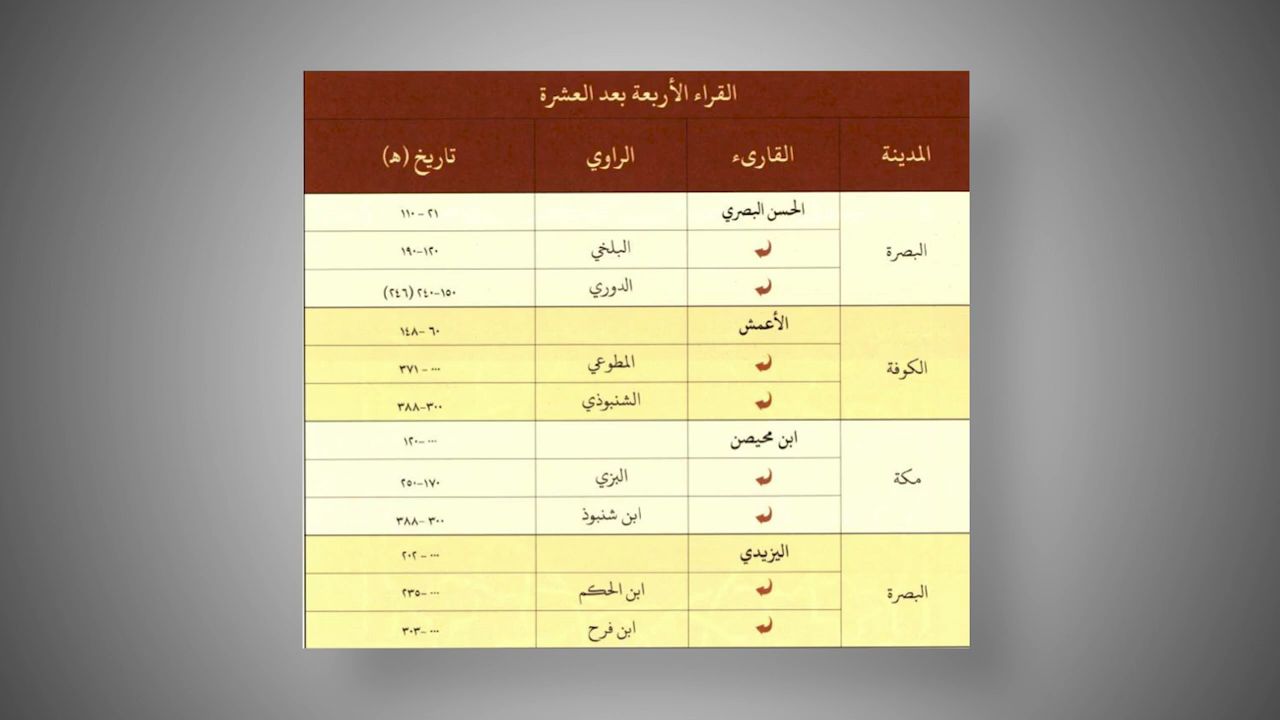 القراء الأربعة بعد العشرة
المدينة القارىء الراوي تاريخ (ه)
البصرة
الحسن البصري ٢١ - ١١٠
البلخي ١٢٠-١٩٠
الدوري ١٥٠-٢٤٠ (٢٤٦)
الكوفة
الأعمش ٦٠ - ١٤٨
المطوعي ... - ٣٧١
الشنبوذي ٣٠٠-٣٨٨
مكة
ابن محيصن ... -١٢٠
البزي ١٧٠-٢٥٠
ابن شنبوذ ٣٠٠ -٣٨٨
البصرة
اليزيدي ... - ٢٠٢
ابن الحكم ... -٢٣٥
ابن فرح ... -٣٠٣